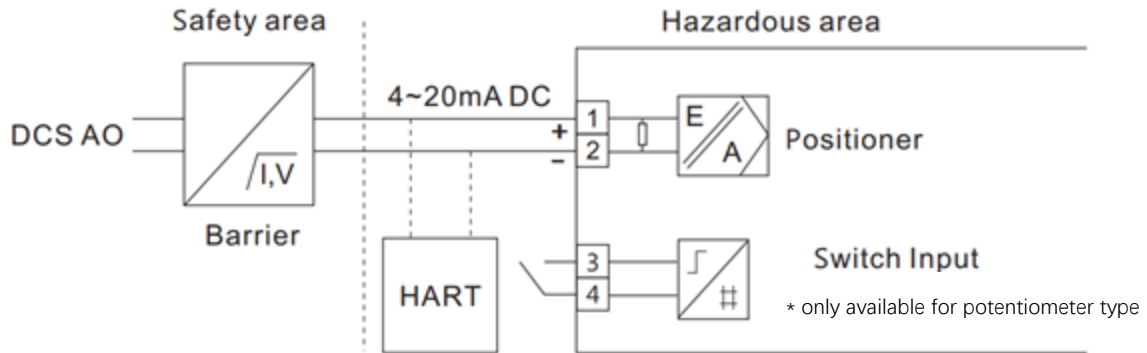 Safety area
Hazardous area
4~20mA DC
DCS AO
+
−
1
2
E
A
Positioner
√I,V
Barrier
HART
3
4
Switch Input
* only available for potentiometer type